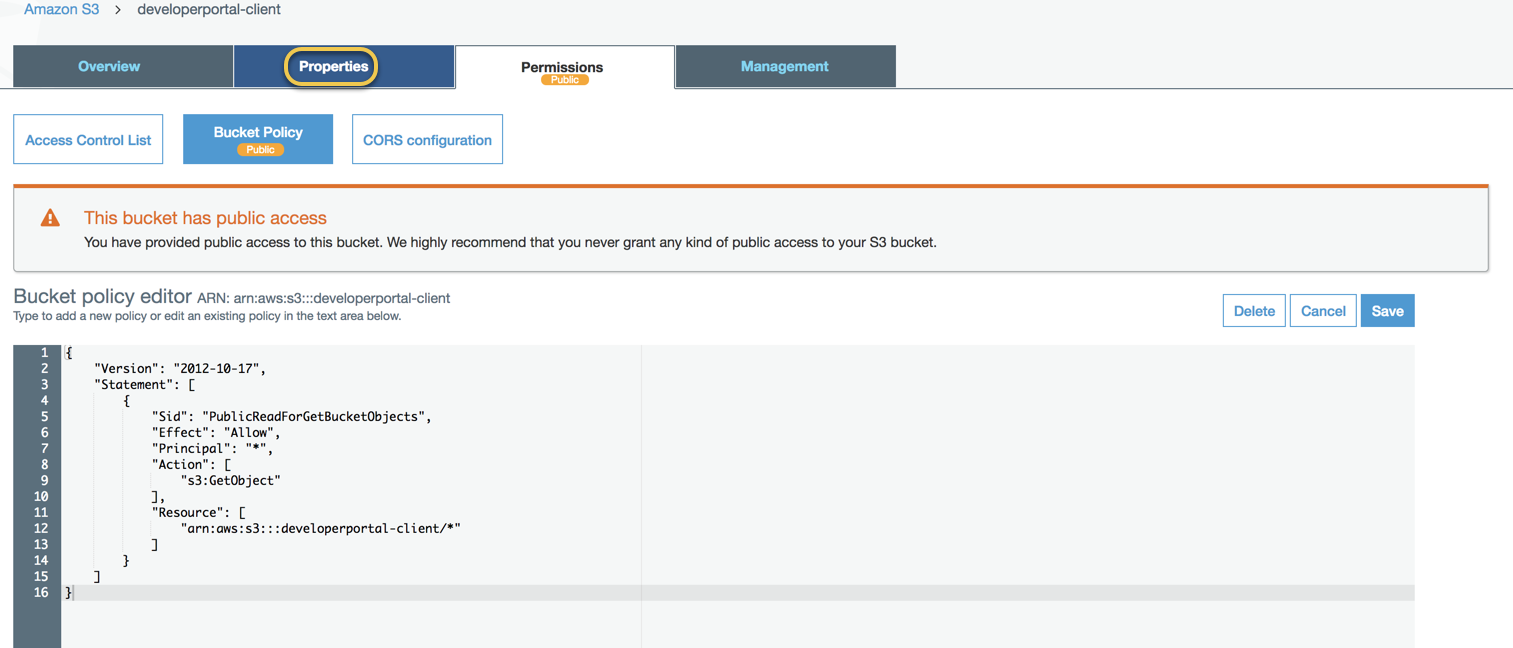 Amazon S3 > developerportal-client
Overview
Properties
Permissions
Public
Management
Access Control List
Bucket Policy
Public
CORS configuration
This bucket has public access
You have provided public access to this bucket. We highly recommend that you never grant any kind of public access to your S3 bucket.
Bucket policy editor ARN: arn:aws:s3:::developerportal-client
Type to add a new policy or edit an existing policy in the text area below.
Delete
Cancel
Save
1 {
2 "Version": "2012-10-17",
3 "Statement": [
4 {
5 "Sid": "PublicReadForGetBucketObjects",
6 "Effect": "Allow",
7 "Principal": "*",
8 "Action": [
9 "s3:GetObject"
10 ],
11 "Resource": [
12 "arn:aws:s3:::developerportal-client/*"
13 ]
14 }
15 ]
16 }